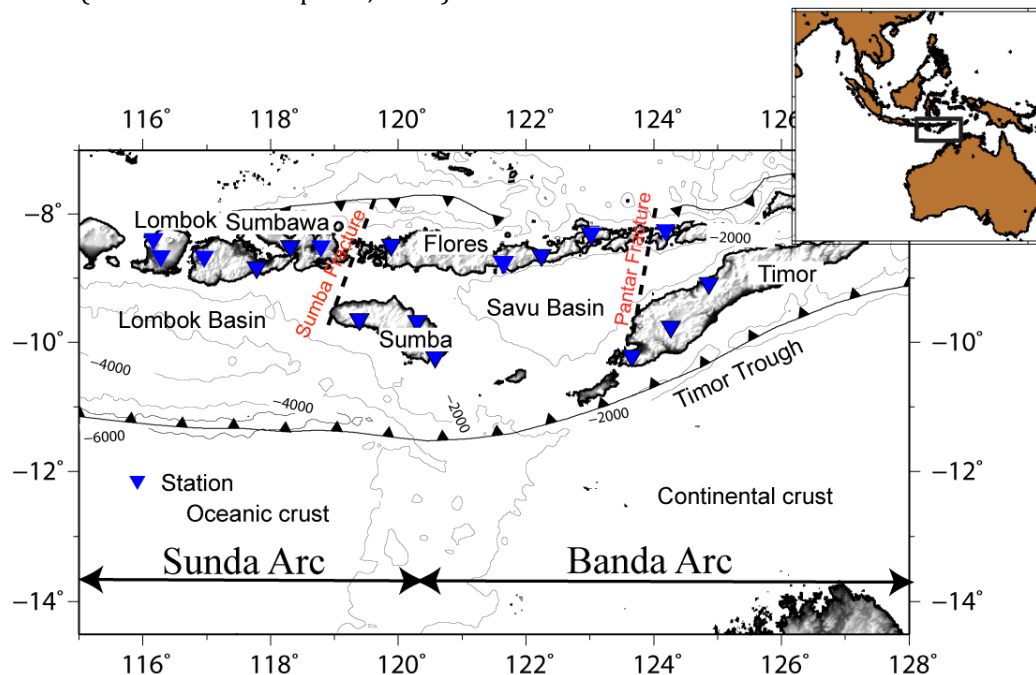 116° 118° 120° 122° 124° 126°
−8°
−10°
−12°
−14°
Lombok Sumbawa
Flores
Timor
Sumba Fracture
Pantar Fracture
−2000
Lombok Basin
Savu Basin
Sumba
−10°
−4000
Timor Trough
−4000
−2000
−2000
−6000
Station
Oceanic crust
Continental crust
−12°
Sunda Arc
Banda Arc
−14°
116° 118° 120° 122° 124° 126° 128°